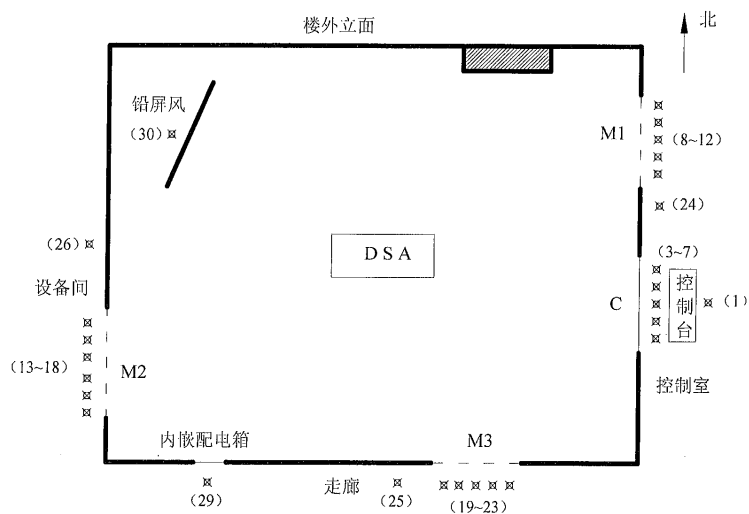 楼外立面
北
铅屏风
(30)
M1
(8~12)
(24)
(26)
DSA
(3~7)
设备间
C
控制台
(1)
(13~18)
M2
控制室
内嵌配电箱
M3
(29)
走廊
(25)
(19~23)